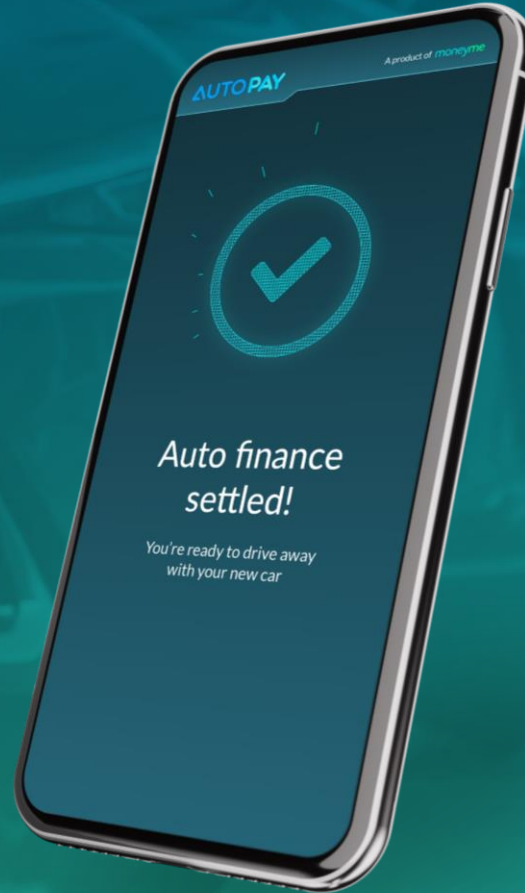 AUTOPAY
A product of moneyme
Auto finance
settled!
You're ready to drive away
with your new car